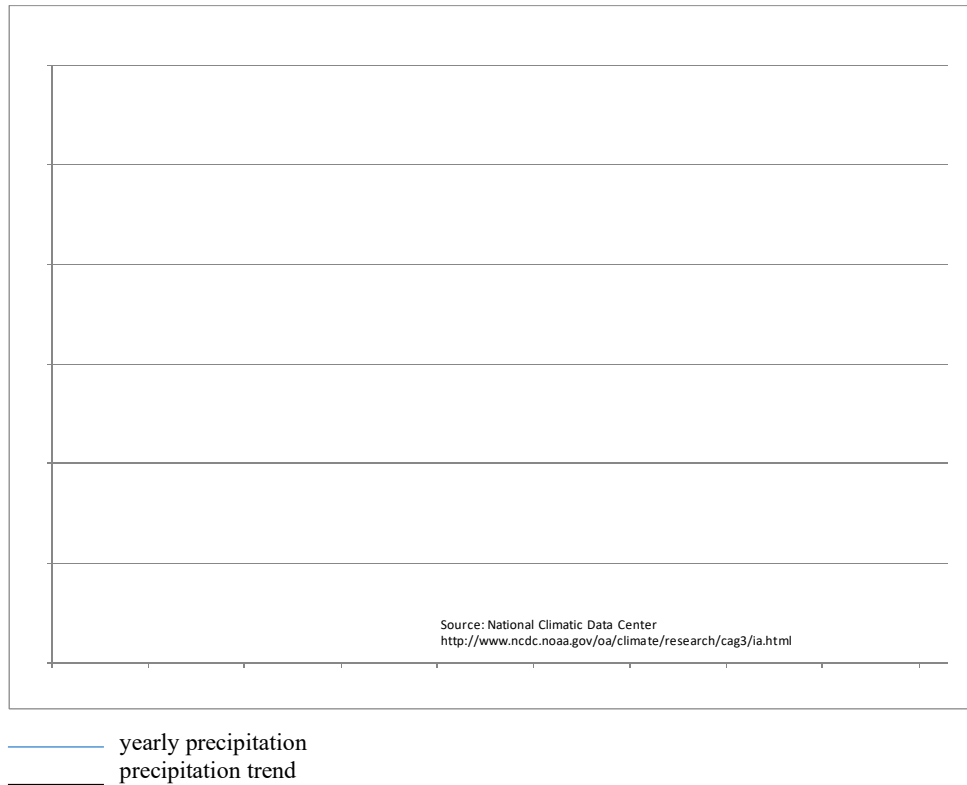 Source: National Climatic Data Center
http://www.ncdc.noaa.gov/oa/climate/research/cag3/ia.html
yearly precipitation
precipitation trend